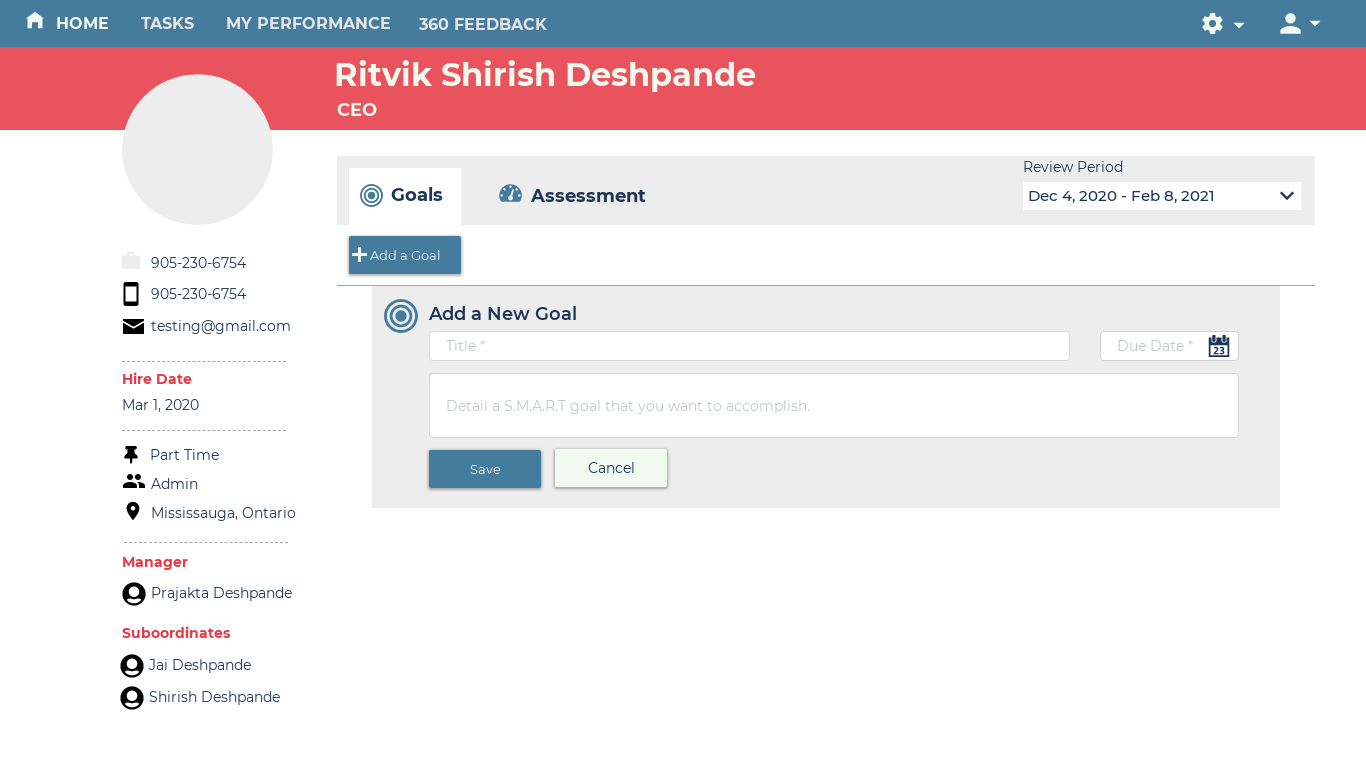 HOME TASKS MY PERFORMANCE 360 FEEDBACK
Ritvik Shirish Deshpande
CEO
905-230-6754
905-230-6754
testing@gmail.com
Hire Date
Mar 1, 2020
Part Time
Admin
Mississauga, Ontario
Manager
Prajakta Deshpande
Suboordinates
Jai Deshpande
Shirish Deshpande
Goals
Assessment
Review Period
Dec 4, 2020 - Feb 8, 2021
Add a Goal
Add a New Goal
Title *
Due Date *
23
Detail a S.M.A.R.T goal that you want to accomplish.
Save
Cancel